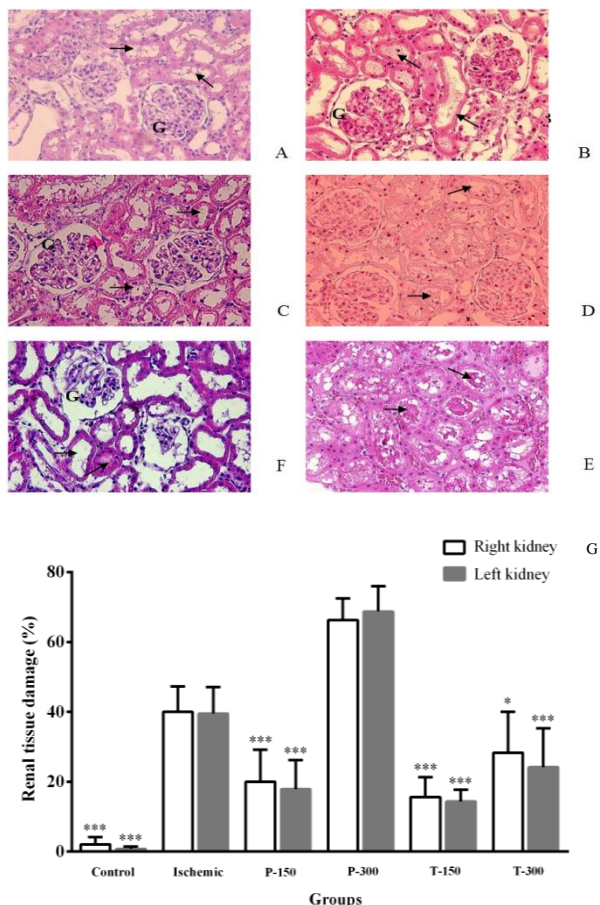 G
A
G
B
G
C
D
G
F
E
Right kidney
Left kidney
G
80
60
40
20
0
Renal tissue damage (%)
*** *** *** *** *** *** * ***
Control Ischemic P-150 P-300 T-150 T-300
Groups